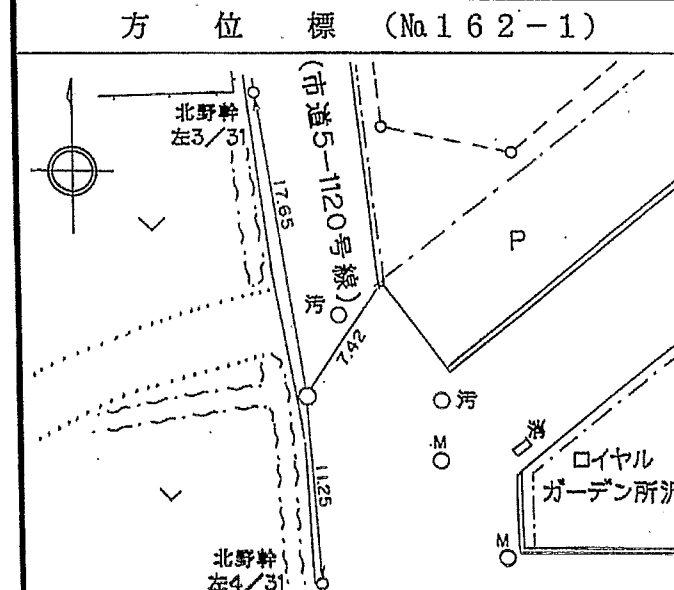 方位標(No162-1)
北野幹
左3/31
17.65
(市道5-1120号線)
P
汚
7.42
汚
M
ロイヤル
ガーデン所沢
11.25
M
北野幹
左4/31